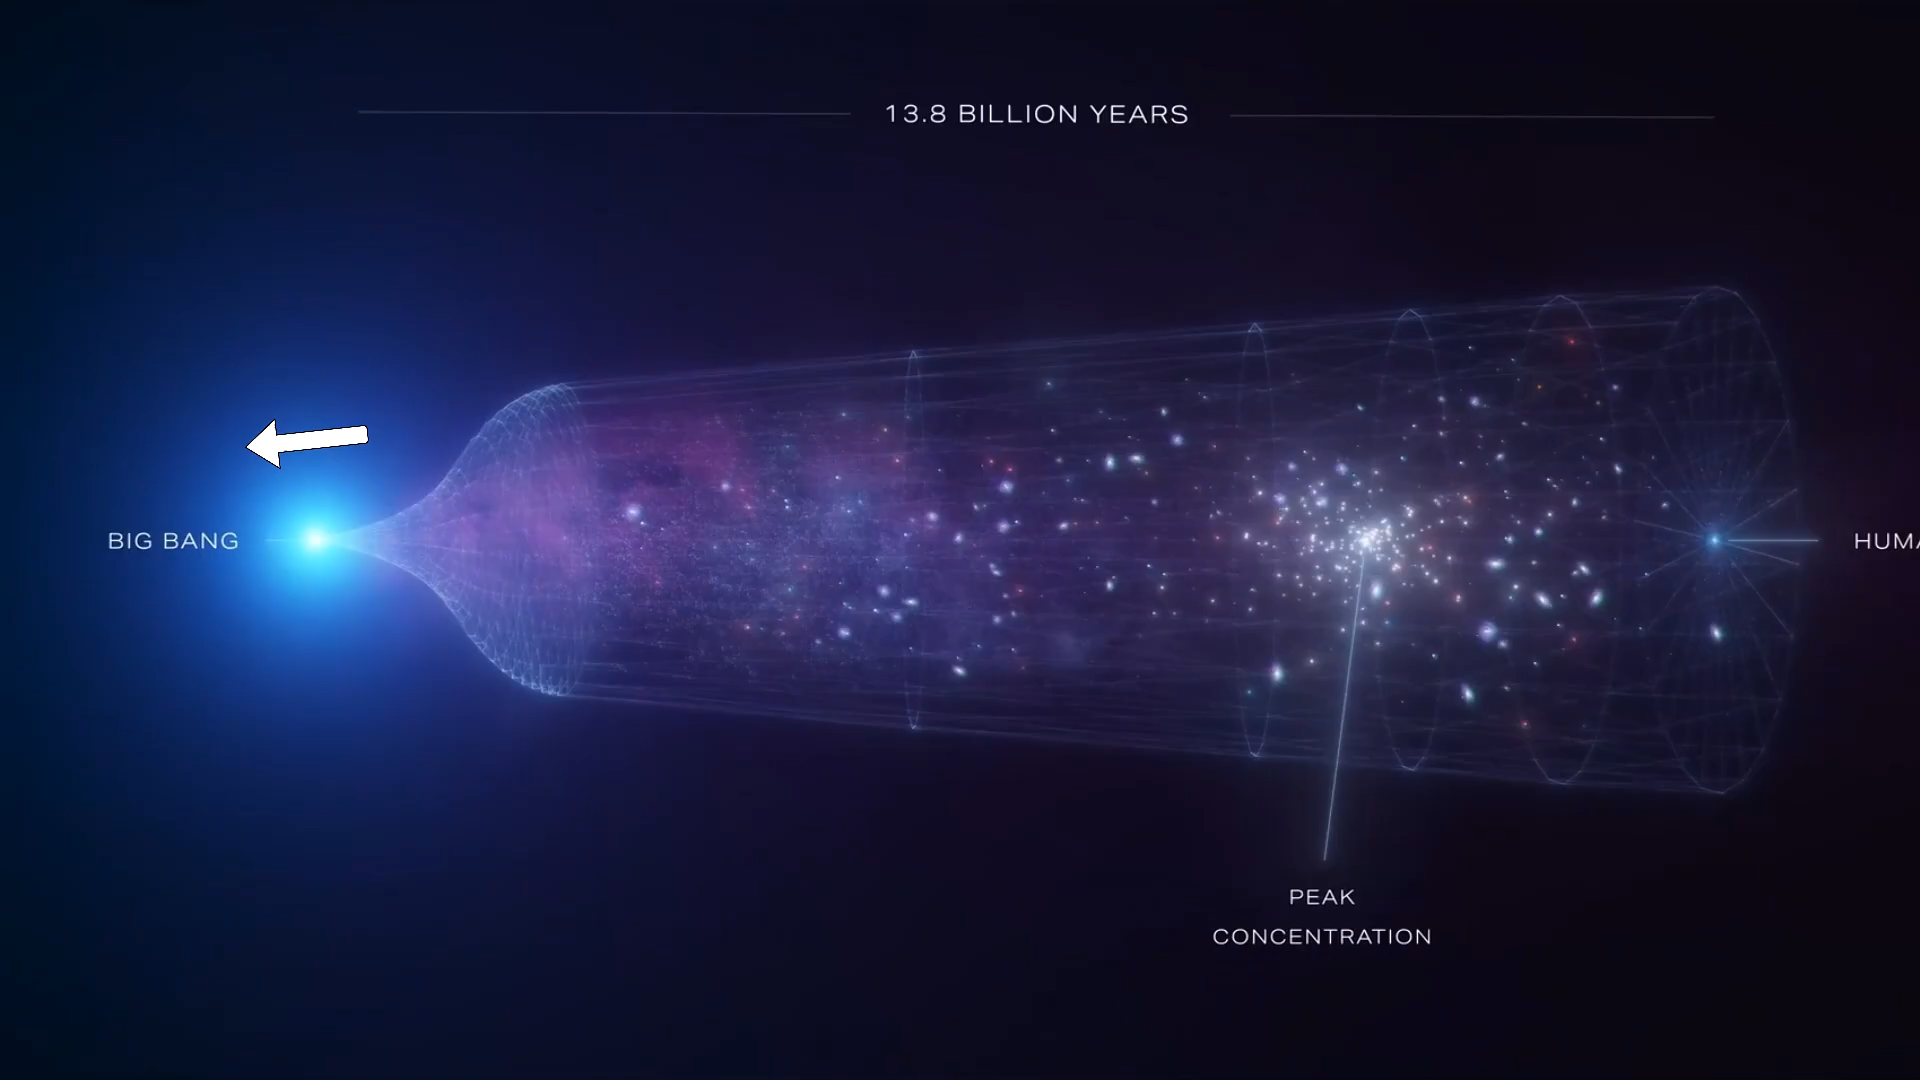 13.8 BILLION YEARS
BIG BANG
PEAK
CONCENTRATION